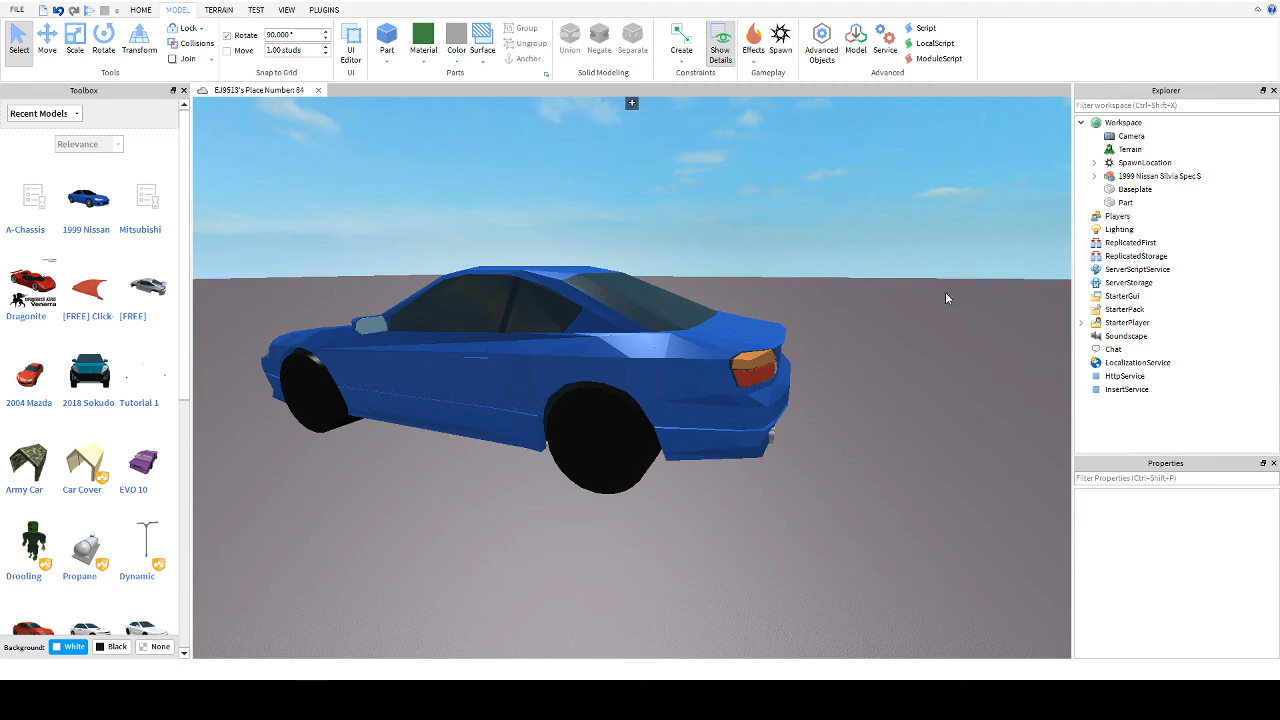 FILE
HOME
MODEL
TERRAIN
TEST
VIEW
PLUGINS
Select
Move
Scale
Rotate
Transform
Lock
Collisions
Join
Tools
Rotate 90.000°
Move 1.00 studs
Snap to Grid
UI
Editor
UI
Part
Material
Color
Surface
Group
Ungroup
Anchor
Parts
Union
Negate
Separate
Solid Modeling
Create
Show
Details
Constraints
Effects
Spawn
Gameplay
Advanced
Objects
Model
Service
Script
LocalScript
ModuleScript
Advanced
Toolbox
Recent Models
Relevance
A-Chassis
1999 Nissan
Mitsubishi
Dragonite
[FREE] Click-
[FREE]
2004 Mazda
2018 Sokudo
Tutorial 1
Army Car
Car Cover
EVO 10
Drooling
Propane
Dynamic
Background: White Black None
EJ9513's Place Number: 84
Explorer
Filter workspace (Ctrl+Shift+X)
Workspace
Camera
Terrain
SpawnLocation
1999 Nissan Silvia Spec S
Baseplate
Part
Players
Lighting
ReplicatedFirst
ReplicatedStorage
ServerScriptService
ServerStorage
StarterGui
StarterPack
StarterPlayer
Soundscape
Chat
LocalizationService
HttpService
InsertService
Properties
Filter Properties (Ctrl+Shift+P)